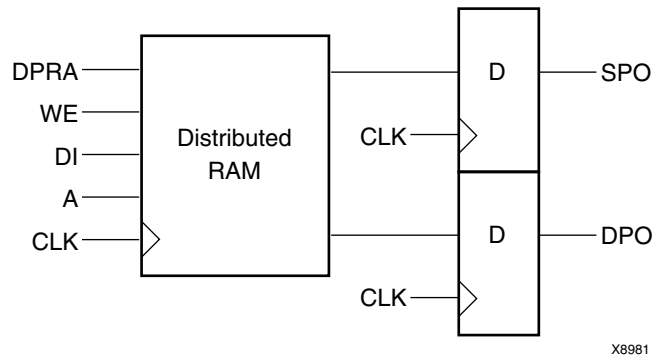 DPRA
WE
DI
A
CLK
Distributed
RAM
D
SPO
CLK
D
DPO
CLK
X8981